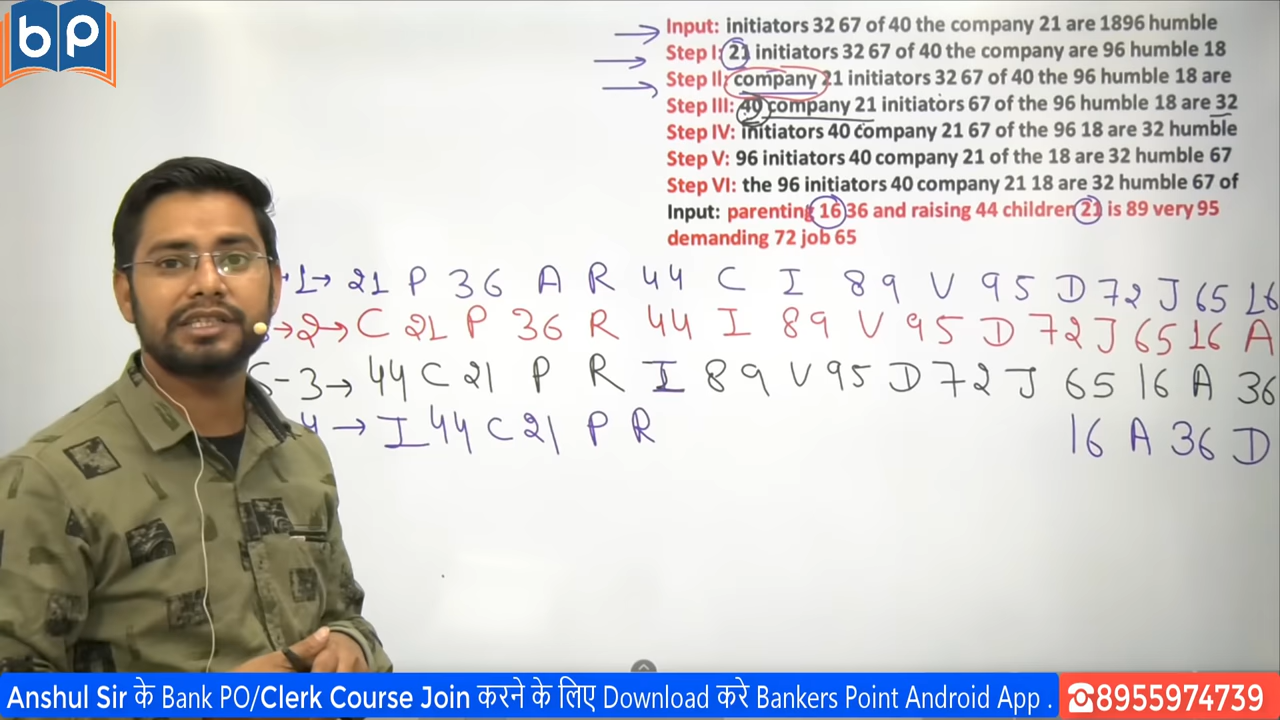 bp
Input: initiators 32 67 of 40 the company 21 are 1896 humble
Step I: 21 initiators 32 67 of 40 the company are 96 humble 18
Step II: company 21 initiators 32 67 of 40 the 96 humble 18 are
Step III: 40 company 21 initiators 67 of the 96 humble 18 are 32
Step IV: initiators 40 company 21 67 of the 96 18 are 32 humble
Step V: 96 initiators 40 company 21 of the 18 are 32 humble 67
Step VI: the 96 initiators 40 company 21 18 are 32 humble 67 of
Input: parenting 16 36 and raising 44 children 21 is 89 very 95
demanding 72 job 65
1→ 21 P 36 A R 44 C I 89 V 95 D 72 J 65 16
→2→ C 21 P 36 R 44 I 89 V 95 D 72 J 65 16 A
S-3→ 44 C 21 P R I 89 V 95 D 72 J 65 16 A 36
4→ I 44 C 21 P R 16 A 36 D
Anshul Sir के Bank PO/Clerk Course Join करने के लिए Download करे Bankers Point Android App . ☎8955974739